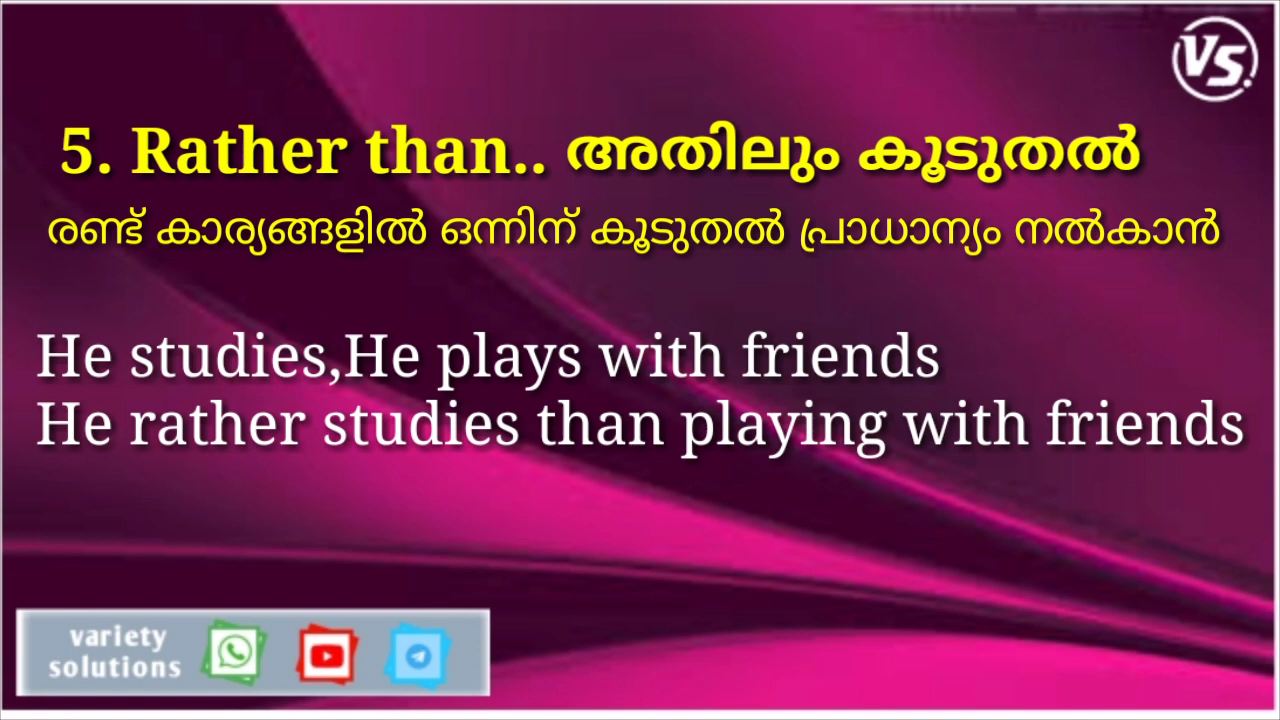 VS.
5. Rather than.. അതിലും കൂടുതൽ
രണ്ട് കാര്യങ്ങളിൽ ഒന്നിന് കൂടുതൽ പ്രാധാന്യം നൽകാൻ
He studies,He plays with friends
He rather studies than playing with friends
variety
solutions